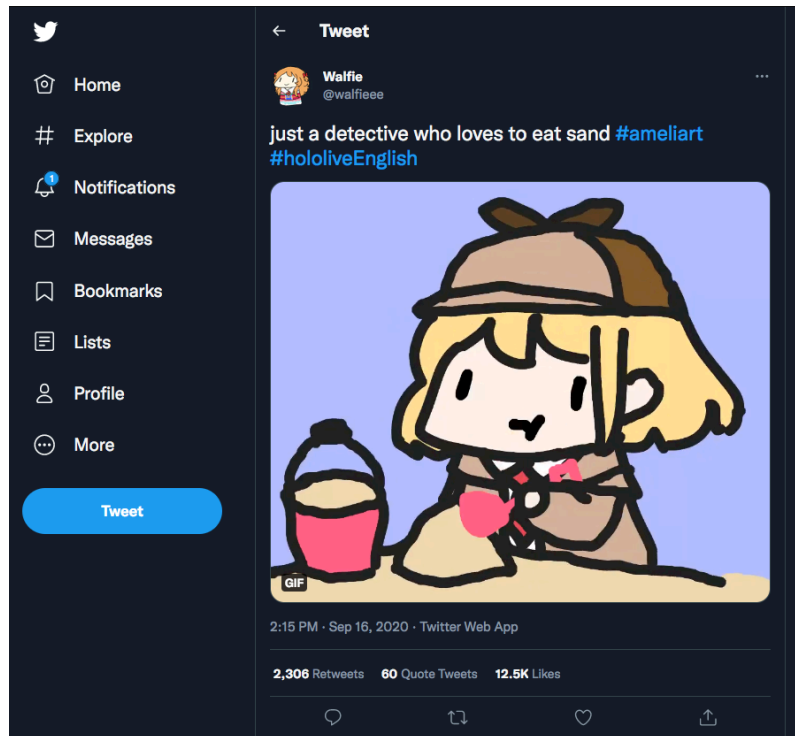 Tweet
Home
Explore
1
Notifications
Messages
Bookmarks
Lists
Profile
More
Tweet
Walfie
@walfieee
just a detective who loves to eat sand #ameliart
#hololiveEnglish
GIF
2:15 PM · Sep 16, 2020 · Twitter Web App
2,306 Retweets 60 Quote Tweets 12.5K Likes